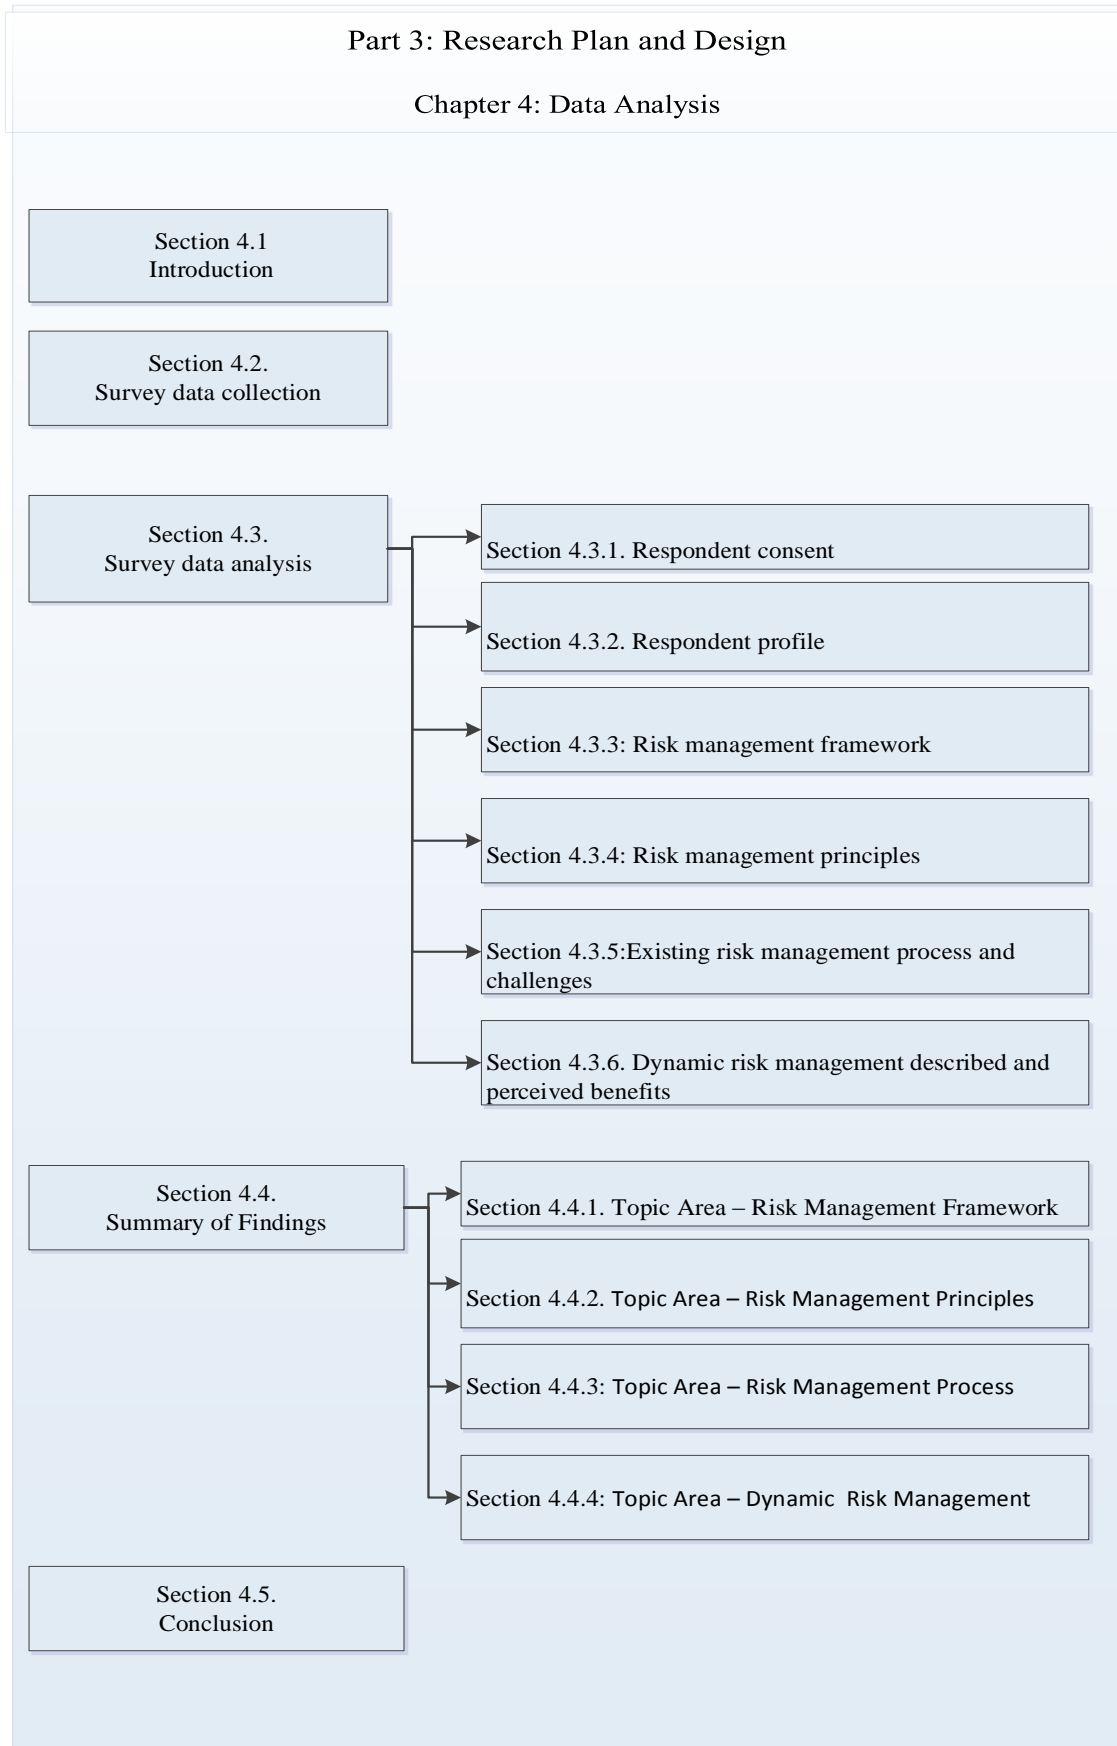 Part 3: Research Plan and Design
Chapter 4: Data Analysis
Section 4.1
Introduction
Section 4.2.
Survey data collection
Section 4.3.
Survey data analysis
Section 4.3.1. Respondent consent
Section 4.3.2. Respondent profile
Section 4.3.3: Risk management framework
Section 4.3.4: Risk management principles
Section 4.3.5:Existing risk management process and
challenges
Section 4.3.6. Dynamic risk management described and
perceived benefits
Section 4.4.
Summary of Findings
Section 4.4.1. Topic Area – Risk Management Framework
Section 4.4.2. Topic Area – Risk Management Principles
Section 4.4.3: Topic Area – Risk Management Process
Section 4.4.4: Topic Area – Dynamic  Risk Management
Section 4.5.
Conclusion